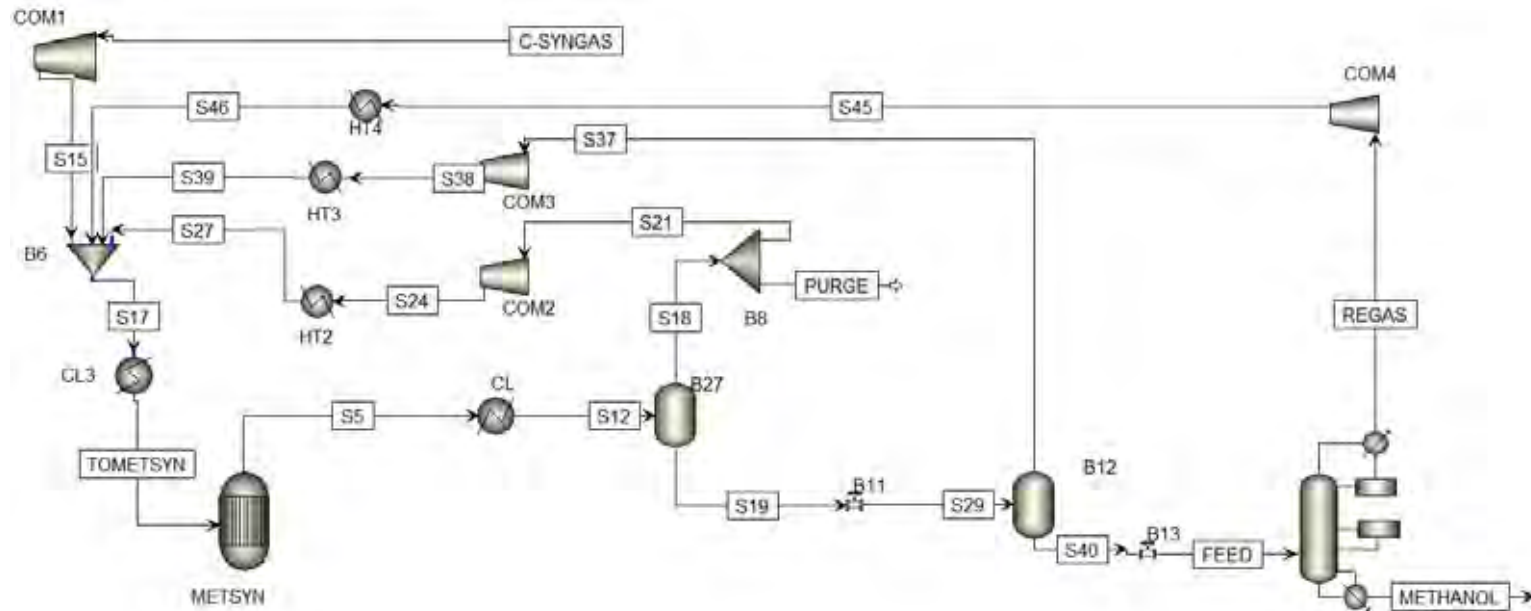 COM1
C-SYNGAS
COM4
S46
HT4
S45
S37
S15
S39
HT3
S38
COM3
S21
S27
B6
PURGE
S24
COM2
B8
S18
HT2
S17
REGAS
CL3
CL
B27
S5
S12
TOMETSYN
B12
B11
S19
S29
B13
S40
FEED
METSYN
METHANOL